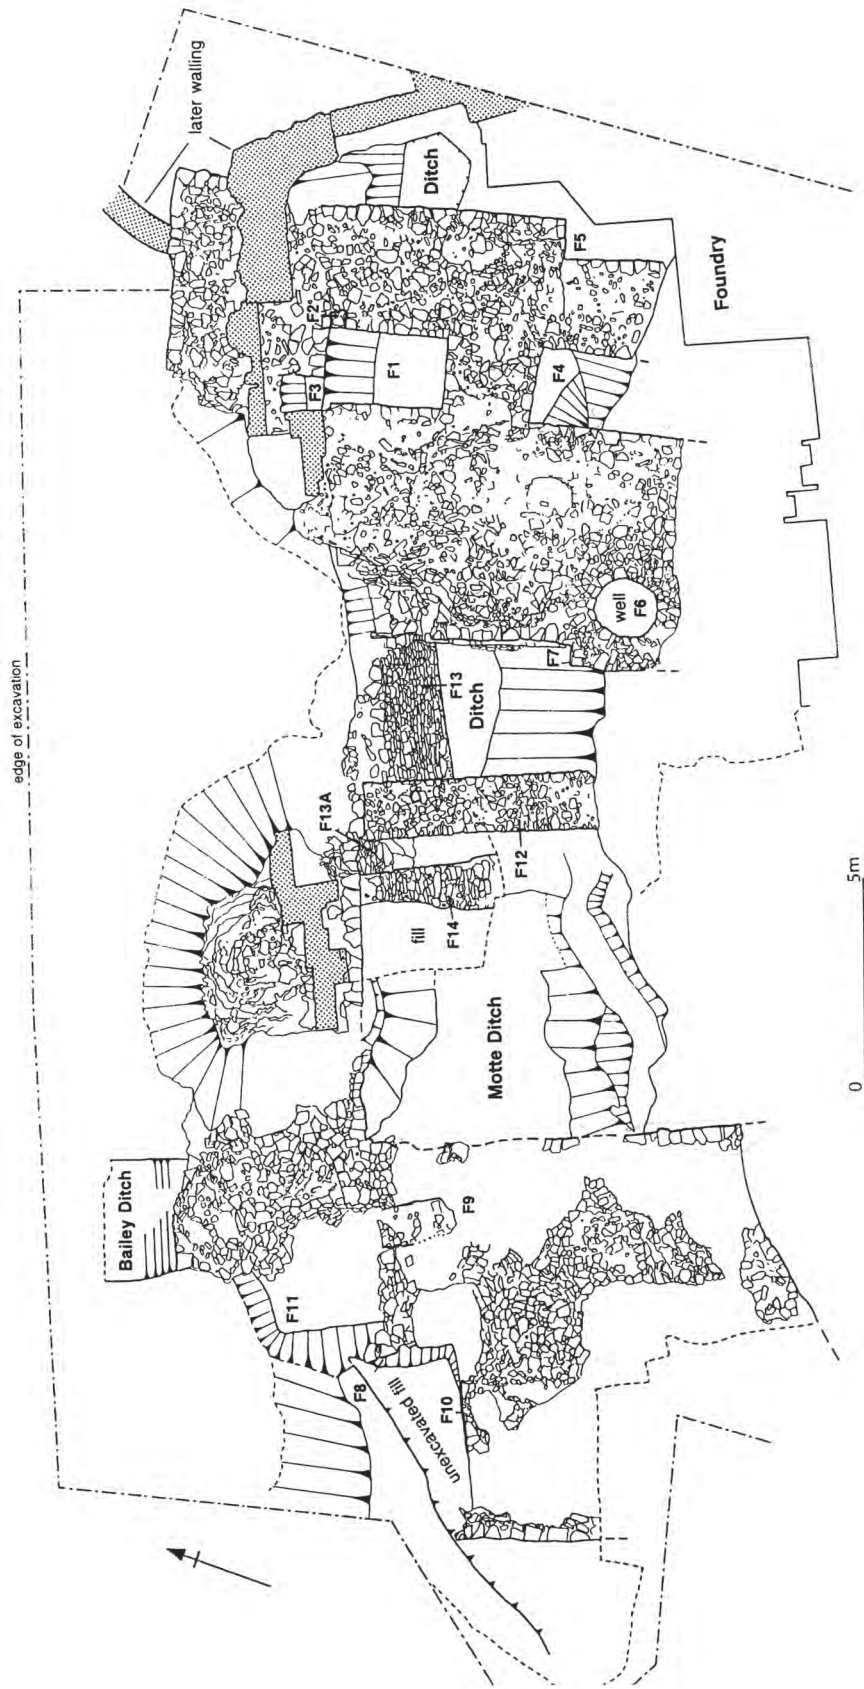 edge of excavation
later walling
Bailey Ditch
F11
F8
unexcavated fill
F10
F9
Motte Ditch
fill
F14
F13A
F12
F13
Ditch
F7
well
F6
F3
F2
F1
F4
F5
Ditch
Foundry
0 5m